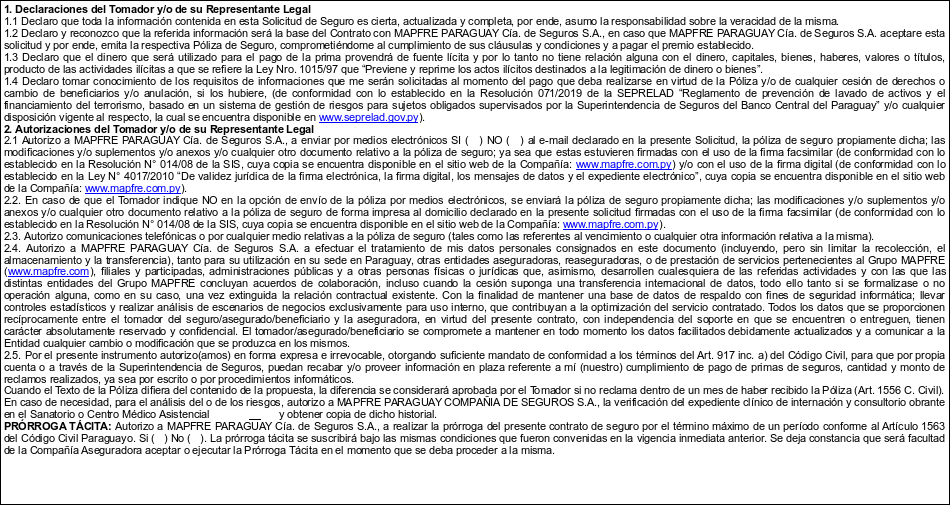 1. Declaraciones del Tomador y/o de su Representante Legal
1.1 Declaro que toda la información contenida en esta Solicitud de Seguro es cierta, actualizada y completa, por ende, asumo la responsabilidad sobre la veracidad de la misma.
1.2 Declaro y reconozco que la referida información será la base del Contrato con MAPFRE PARAGUAY Cía. de Seguros S.A., en caso que MAPFRE PARAGUAY Cía. de Seguros S.A. aceptare esta
solicitud y por ende, emita la respectiva Póliza de Seguro, comprometiéndome al cumplimiento de sus cláusulas y condiciones y a pagar el premio establecido.
1.3 Declaro que el dinero que será utilizado para el pago de la prima provendrá de fuente lícita y por lo tanto no tiene relación alguna con el dinero, capitales, bienes, haberes, valores o títulos,
producto de las actividades ilícitas a que se refiere la Ley Nro. 1015/97 que “Previene y reprime los actos ilícitos destinados a la legitimación de dinero o bienes”.
1.4 Declaro tomar conocimiento de los requisitos de informaciones que me serán solicitadas al momento del pago que deba realizarse en virtud de la Póliza y/o de cualquier cesión de derechos o
cambio de beneficiarios y/o anulación, si los hubiere, (de conformidad con lo establecido en la Resolución 071/2019 de la SEPRELAD “Reglamento de prevención de lavado de activos y el
financiamiento del terrorismo, basado en un sistema de gestión de riesgos para sujetos obligados supervisados por la Superintendencia de Seguros del Banco Central del Paraguay” y/o cualquier
disposición vigente al respecto, la cual se encuentra disponible en www.seprelad.gov.py).
2. Autorizaciones del Tomador y/o de su Representante Legal
2.1 Autorizo a MAPFRE PARAGUAY Cía. de Seguros S.A., a enviar por medios electrónicos SI (   ) NO (   ) al e-mail declarado en la presente Solicitud, la póliza de seguro propiamente dicha; las
modificaciones y/o suplementos y/o anexos y/o cualquier otro documento relativo a la póliza de seguro; ya sea que estas estuvieren firmados con el uso de la firma facsimilar (de conformidad con lo
establecido en la Resolución N° 014/08 de la SIS, cuya copia se encuentra disponible en el sitio web de la Compañía: www.mapfre.com.py) y/o con el uso de la firma digital (de conformidad con lo
establecido en la Ley N° 4017/2010 “De validez jurídica de la firma electrónica, la firma digital, los mensajes de datos y el expediente electrónico”, cuya copia se encuentra disponible en el sitio web
de la Compañía: www.mapfre.com.py).
2.2. En caso de que el Tomador indique NO en la opción de envío de la póliza por medios electrónicos, se enviará la póliza de seguro propiamente dicha; las modificaciones y/o suplementos y/o
anexos y/o cualquier otro documento relativo a la póliza de seguro de forma impresa al domicilio declarado en la presente solicitud firmadas con el uso de la firma facsimilar (de conformidad con lo
establecido en la Resolución N° 014/08 de la SIS, cuya copia se encuentra disponible en el sitio web de la Compañía: www.mapfre.com.py).
2.3. Autorizo comunicaciones telefónicas o por cualquier medio relativas a la póliza de seguro (tales como las referentes al vencimiento o cualquier otra información relativa a la misma).
2.4. Autorizo a MAPFRE PARAGUAY Cía. de Seguros S.A. a efectuar el tratamiento de mis datos personales consignados en este documento (incluyendo, pero sin limitar la recolección, el
almacenamiento y la transferencia), tanto para su utilización en su sede en Paraguay, otras entidades aseguradoras, reaseguradoras, o de prestación de servicios pertenecientes al Grupo MAPFRE
(www.mapfre.com), filiales y participadas, administraciones públicas y a otras personas físicas o jurídicas que, asimismo, desarrollen cualesquiera de las referidas actividades y con las que las
distintas entidades del Grupo MAPFRE concluyan acuerdos de colaboración, incluso cuando la cesión suponga una transferencia internacional de datos, todo ello tanto si se formalizase o no
operación alguna, como en su caso, una vez extinguida la relación contractual existente. Con la finalidad de mantener una base de datos de respaldo con fines de seguridad informática; llevar
controles estadísticos y realizar análisis de escenarios de negocios exclusivamente para uso interno, que contribuyan a la optimización del servicio contratado. Todos los datos que se proporcionen
recíprocamente entre el tomador del seguro/asegurado/beneficiario y la aseguradora, en virtud del presente contrato, con independencia del soporte en que se encuentren o entreguen, tienen
carácter absolutamente reservado y confidencial. El tomador/asegurado/beneficiario se compromete a mantener en todo momento los datos facilitados debidamente actualizados y a comunicar a la
Entidad cualquier cambio o modificación que se produzca en los mismos.
2.5. Por el presente instrumento autorizo(amos) en forma expresa e irrevocable, otorgando suficiente mandato de conformidad a los términos del Art. 917 inc. a) del Código Civil, para que por propia
cuenta o a través de la Superintendencia de Seguros, puedan recabar y/o proveer información en plaza referente a mí (nuestro) cumplimiento de pago de primas de seguros, cantidad y monto de
reclamos realizados, ya sea por escrito o por procedimientos informáticos.
Cuando el Texto de la Póliza difiera del contenido de la propuesta, la diferencia se considerará aprobada por el Tomador si no reclama dentro de un mes de haber recibido la Póliza (Art. 1556 C. Civil).
En caso de necesidad, para el análisis del o de los riesgos, autorizo a MAPFRE PARAGUAY COMPAÑIA DE SEGUROS S.A., la verificación del expediente clínico de internación y consultorio obrante
en el Sanatorio o Centro Médico Asistencial __ y obtener copia de dicho historial.
PRÓRROGA TÁCITA: Autorizo a MAPFRE PARAGUAY Cía. de Seguros S.A., a realizar la prórroga del presente contrato de seguro por el término máximo de un período conforme al Artículo 1563
del Código Civil Paraguayo. Si (   ) No (   ). La prórroga tácita se suscribirá bajo las mismas condiciones que fueron convenidas en la vigencia inmediata anterior. Se deja constancia que será facultad
de la Compañía Aseguradora aceptar o ejecutar la Prórroga Tácita en el momento que se deba proceder a la misma.